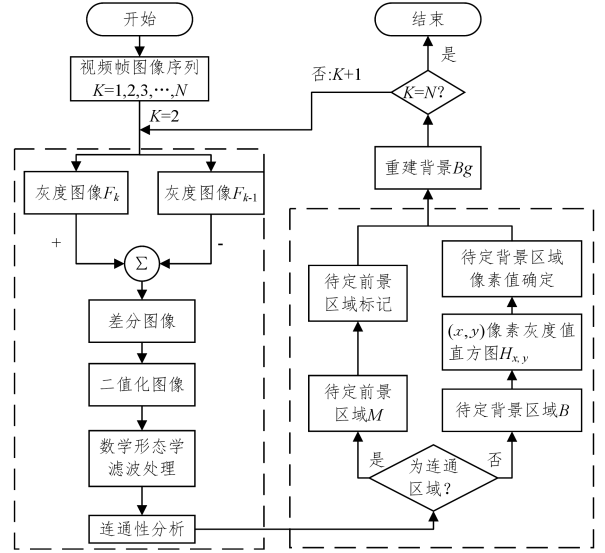 开始
视频帧图像序列
K=1,2,3,…,N
K=2
灰度图像Fk
灰度图像Fk-1
+
-
Σ
差分图像
二值化图像
数学形态学
滤波处理
连通性分析
为连通
区域?
是
否
待定前景
区域M
待定前景
区域标记
待定背景区域B
(x,y)像素灰度值
直方图Hx,y
待定背景区域
像素值确定
重建背景Bg
K=N?
否:K+1
是
结束